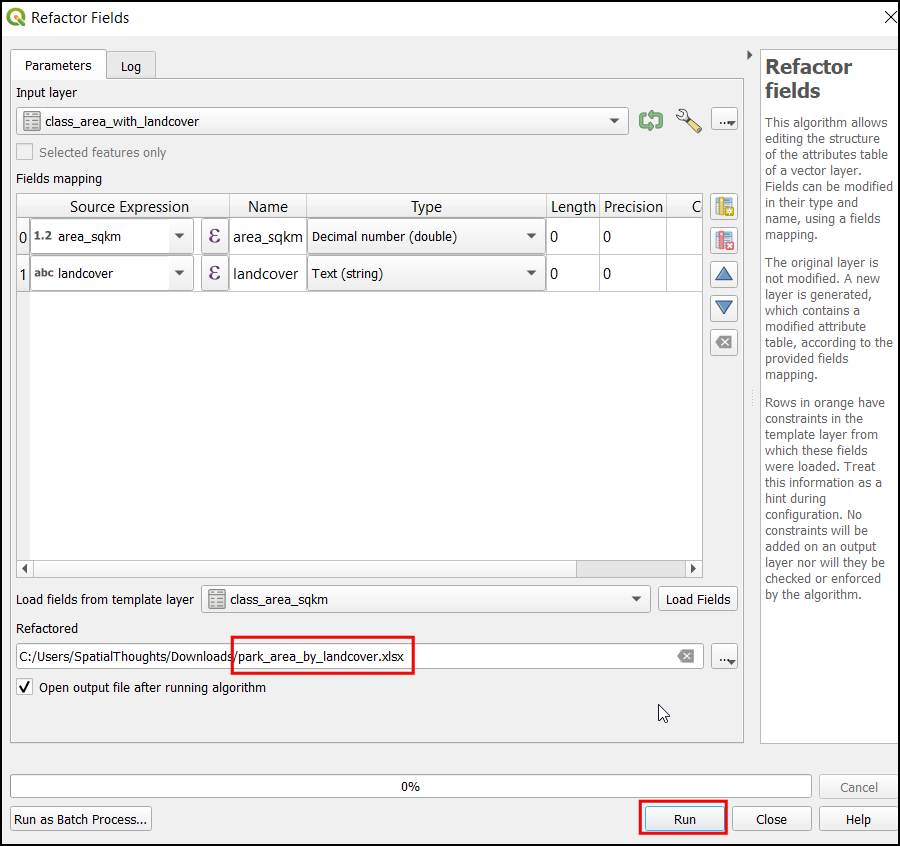 Refactor Fields
Parameters
Log
Input layer
class_area_with_landcover
...
Selected features only
Fields mapping
Source Expression Name Type Length Precision C
0 1.2 area_sqkm ε area_sqkm Decimal number (double) 0 0
1 abc landcover ε landcover Text (string) 0 0
Load fields from template layer class_area_sqkm Load Fields
Refactored
C:/Users/SpatialThoughts/Downloads/park_area_by_landcover.xlsx
...
Open output file after running algorithm
Refactor
fields
This algorithm allows
editing the structure
of the attributes table
of a vector layer.
Fields can be modified
in their type and
name, using a fields
mapping.
The original layer is
not modified. A new
layer is generated,
which contains a
modified attribute
table, according to the
provided fields
mapping.
Rows in orange have
constraints in the
template layer from
which these fields
were loaded. Treat
this information as a
hint during
configuration. No
constraints will be
added on an output
layer nor will they be
checked or enforced
by the algorithm.
0%
Cancel
Run as Batch Process...
Run
Close
Help